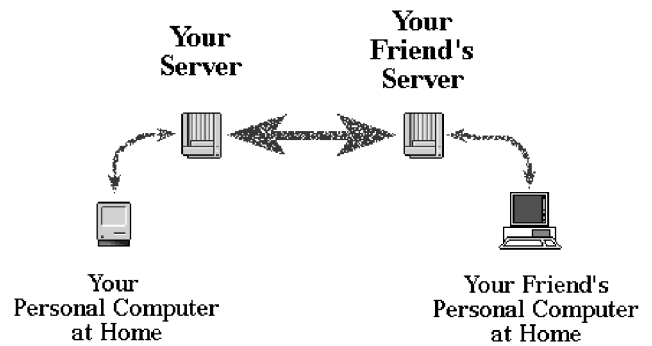 Your
Server
Your
Friend's
Server
Your
Personal Computer
at Home
Your Friend's
Personal Computer
at Home